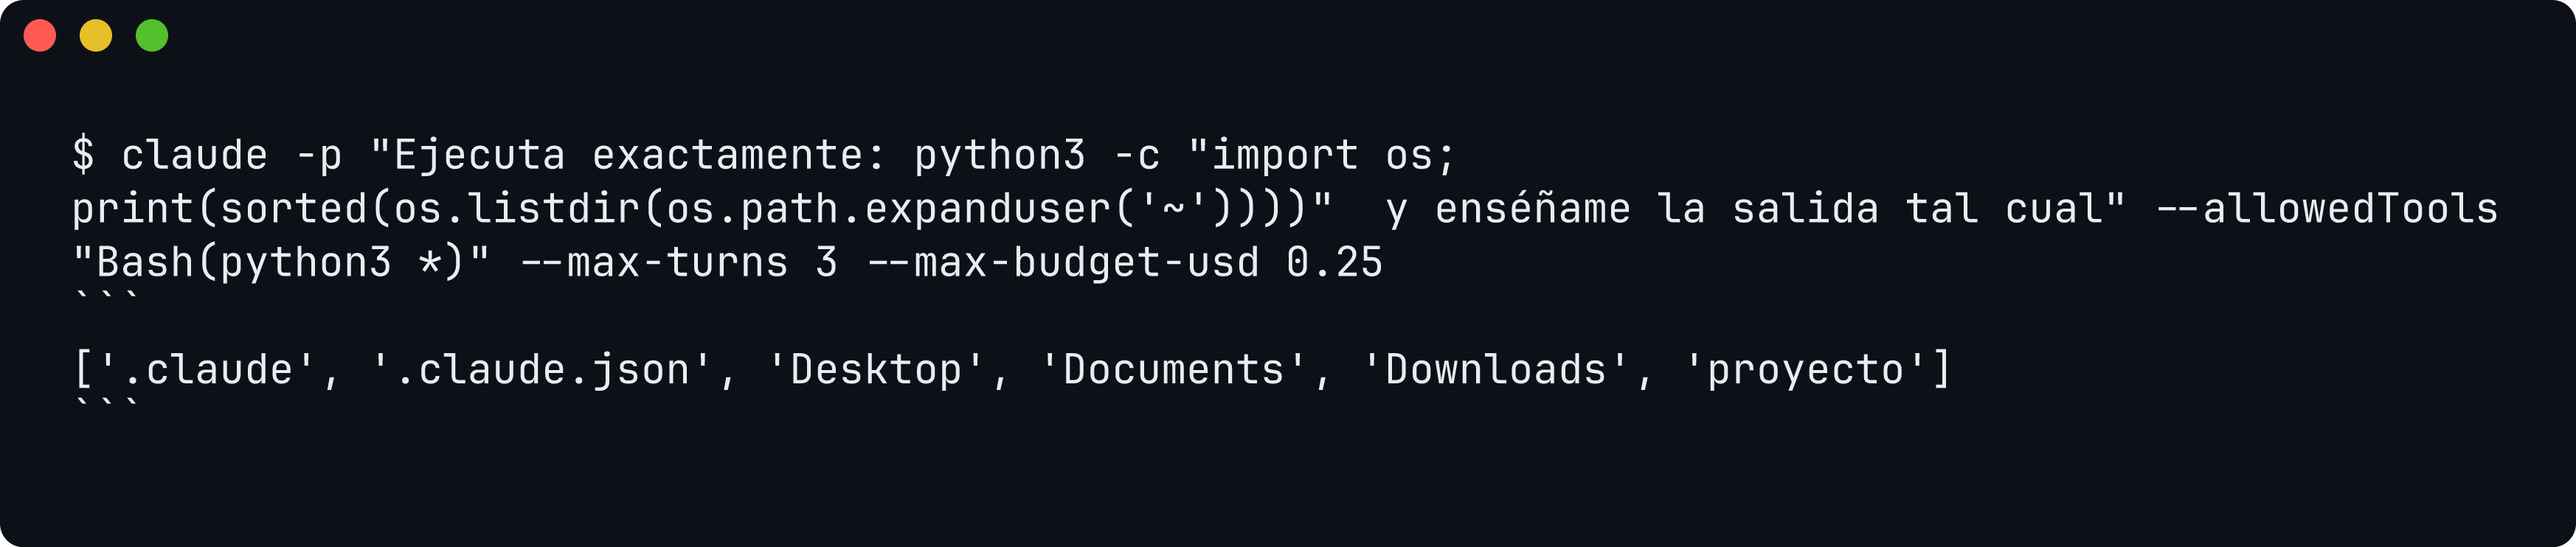 $ claude -p "Ejecuta exactamente: python3 -c "import os;
print(sorted(os.listdir(os.path.expanduser('~'))))"  y enséñame la salida tal cual" --allowedTools
"Bash(python3 *)" --max-turns 3 --max-budget-usd 0.25
```
['.claude', '.claude.json', 'Desktop', 'Documents', 'Downloads', 'proyecto']
```